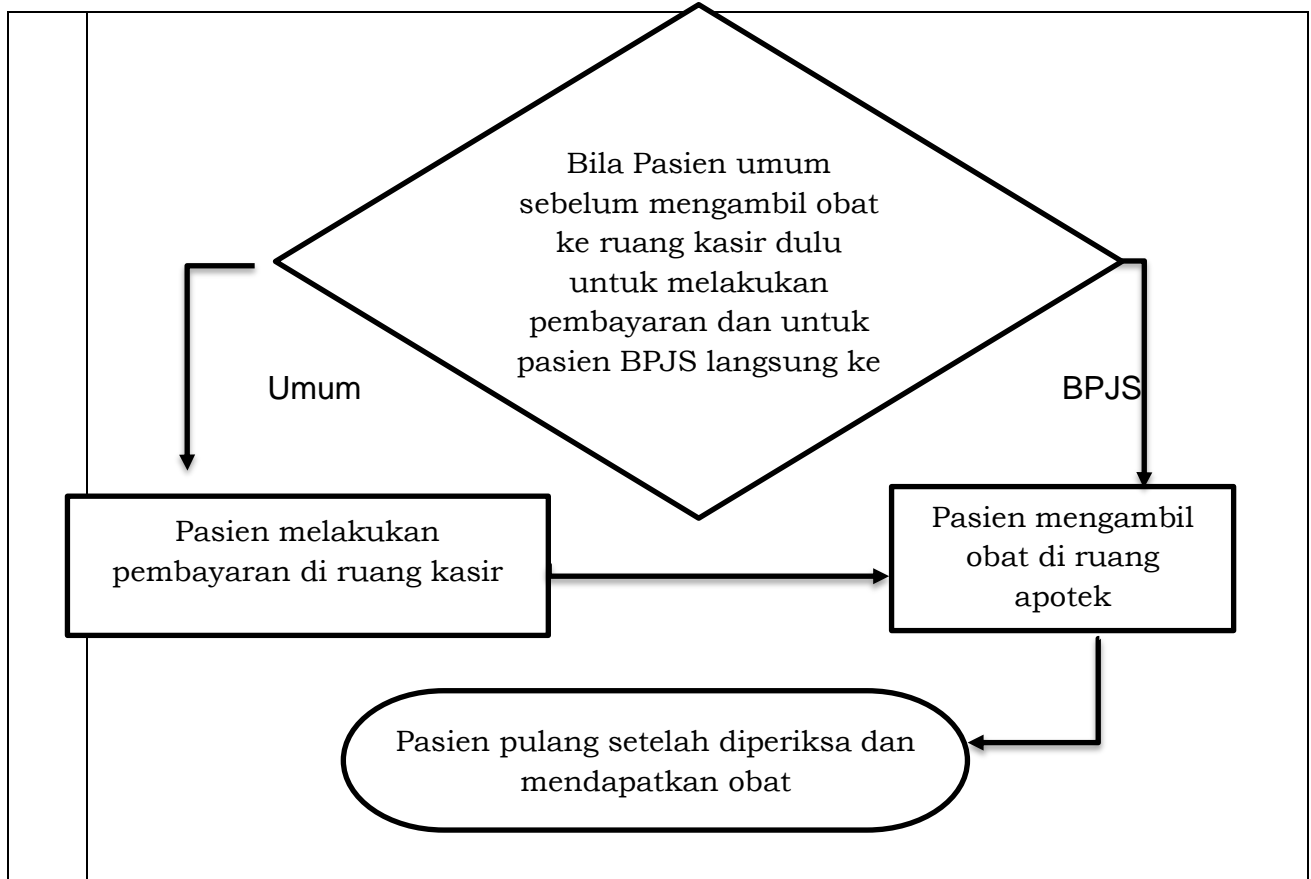 Bila Pasien umum
sebelum mengambil obat
ke ruang kasir dulu
untuk melakukan
pembayaran dan untuk
pasien BPJS langsung ke
Umum
BPJS
Pasien melakukan
pembayaran di ruang kasir
Pasien mengambil
obat di ruang
apotek
Pasien pulang setelah diperiksa dan
mendapatkan obat